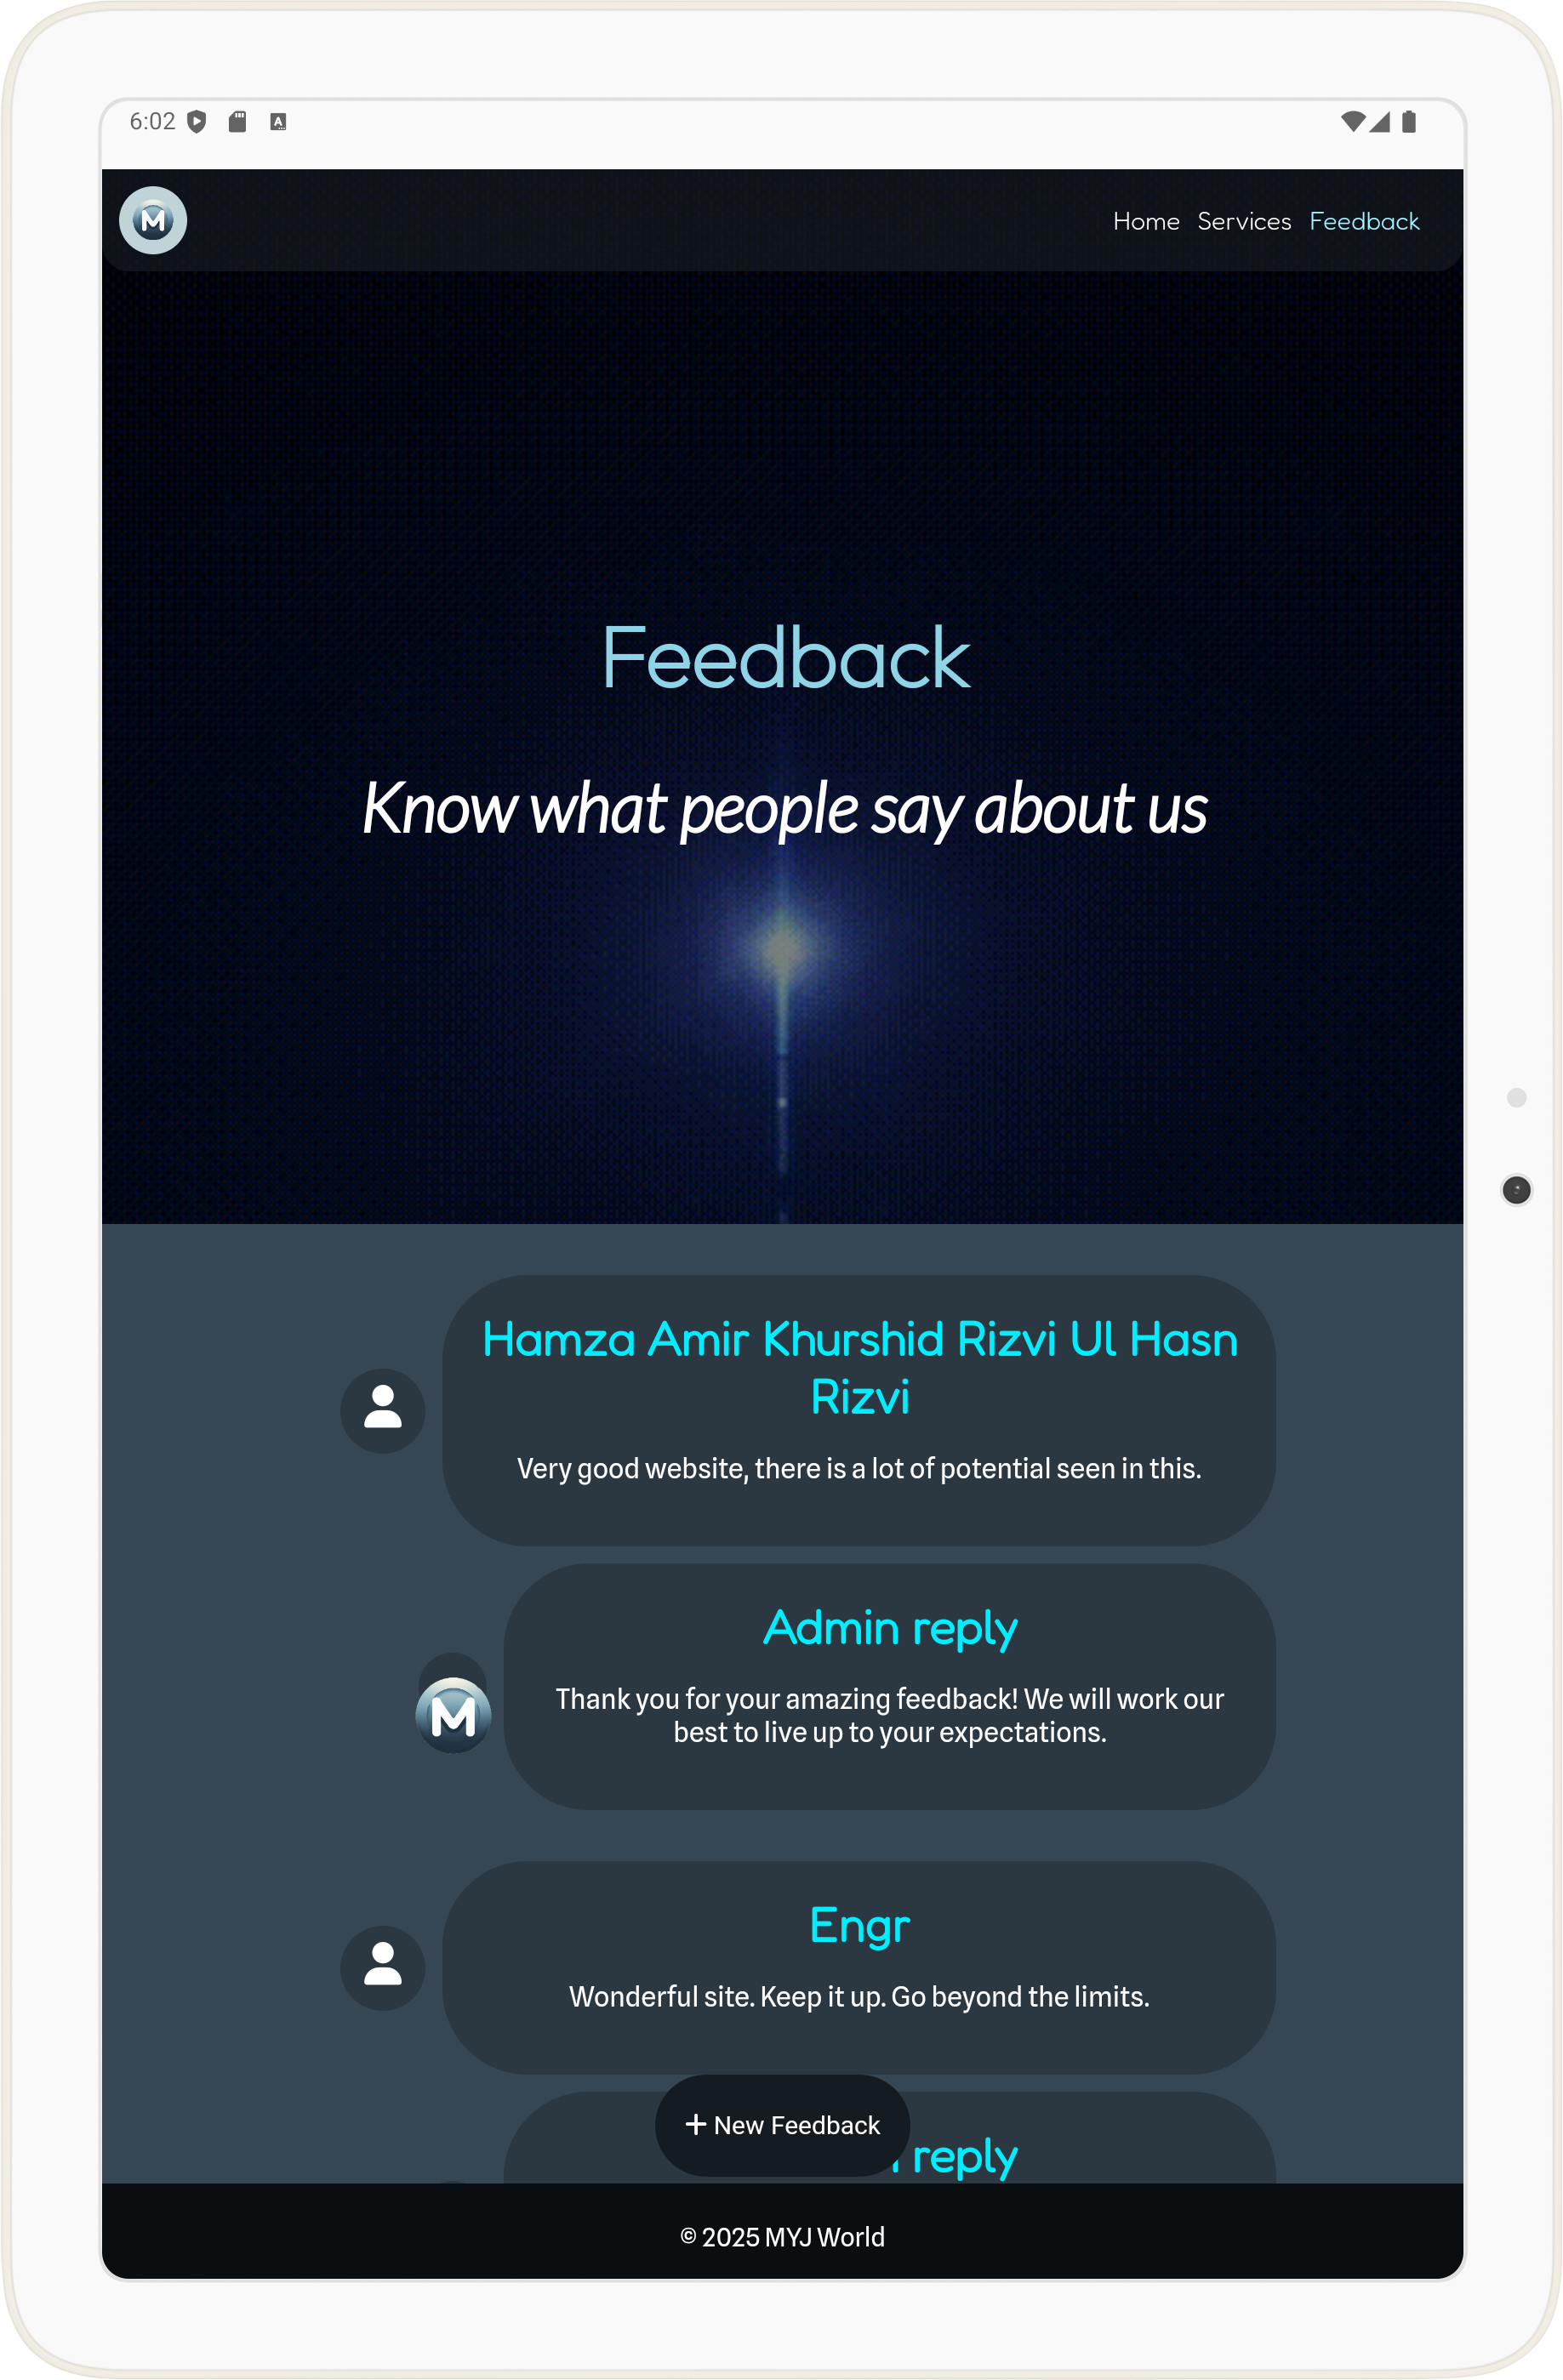 6:02
A
M
Home Services Feedback
Feedback
Know what people say about us
Hamza Amir Khurshid Rizvi Ul Hasn
Rizvi
Very good website, there is a lot of potential seen in this.
Admin reply
M
Thank you for your amazing feedback! We will work our
best to live up to your expectations.
Engr
Wonderful site. Keep it up. Go beyond the limits.
+ New Feedback
reply
© 2025 MYJ World